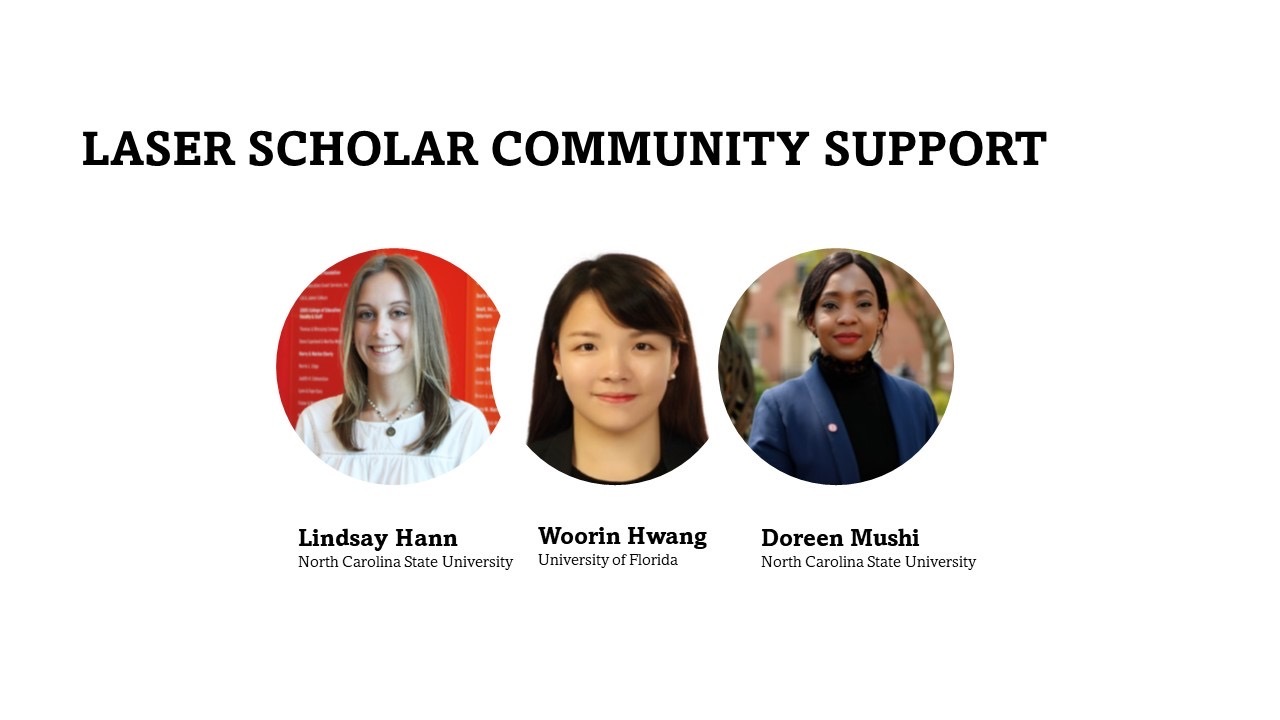 LASER SCHOLAR COMMUNITY SUPPORT
Lindsay Hann
North Carolina State University
Woorin Hwang
University of Florida
Doreen Mushi
North Carolina State University